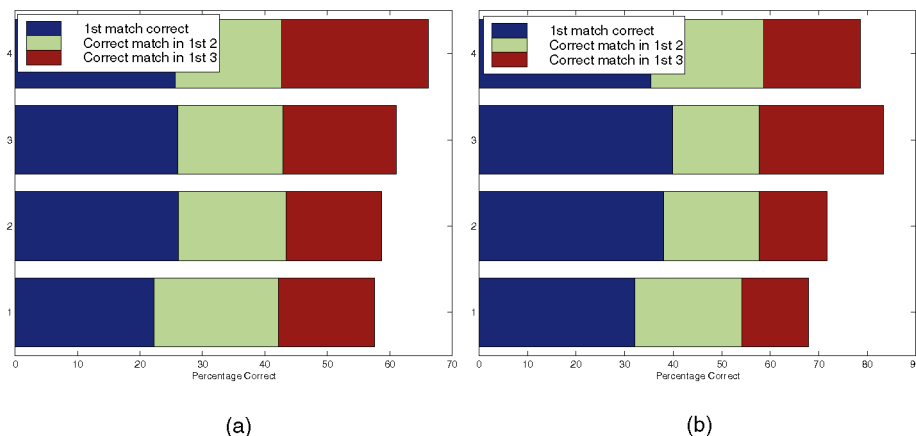 1st match correct
Correct match in 1st 2
Correct match in 1st 3
4
3
2
1
0 10 20 30 40 50 60 70
Percentage Correct
(a)
1st match correct
Correct match in 1st 2
Correct match in 1st 3
4
3
2
1
0 10 20 30 40 50 60 70 80 9
Percentage Correct
(b)